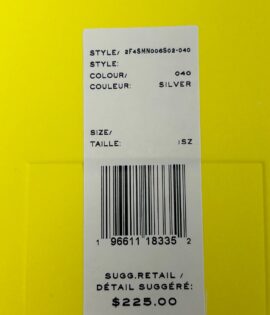 STYLE/ 2F4SHN006S02-040
STYLE:
COLOUR/ 040
COULEUR: SILVER
SIZE/
TAILLE: 1SZ
1 96611 18335 2
SUGG.RETAIL /
DÉTAIL SUGGÉRÉ:
$225.00